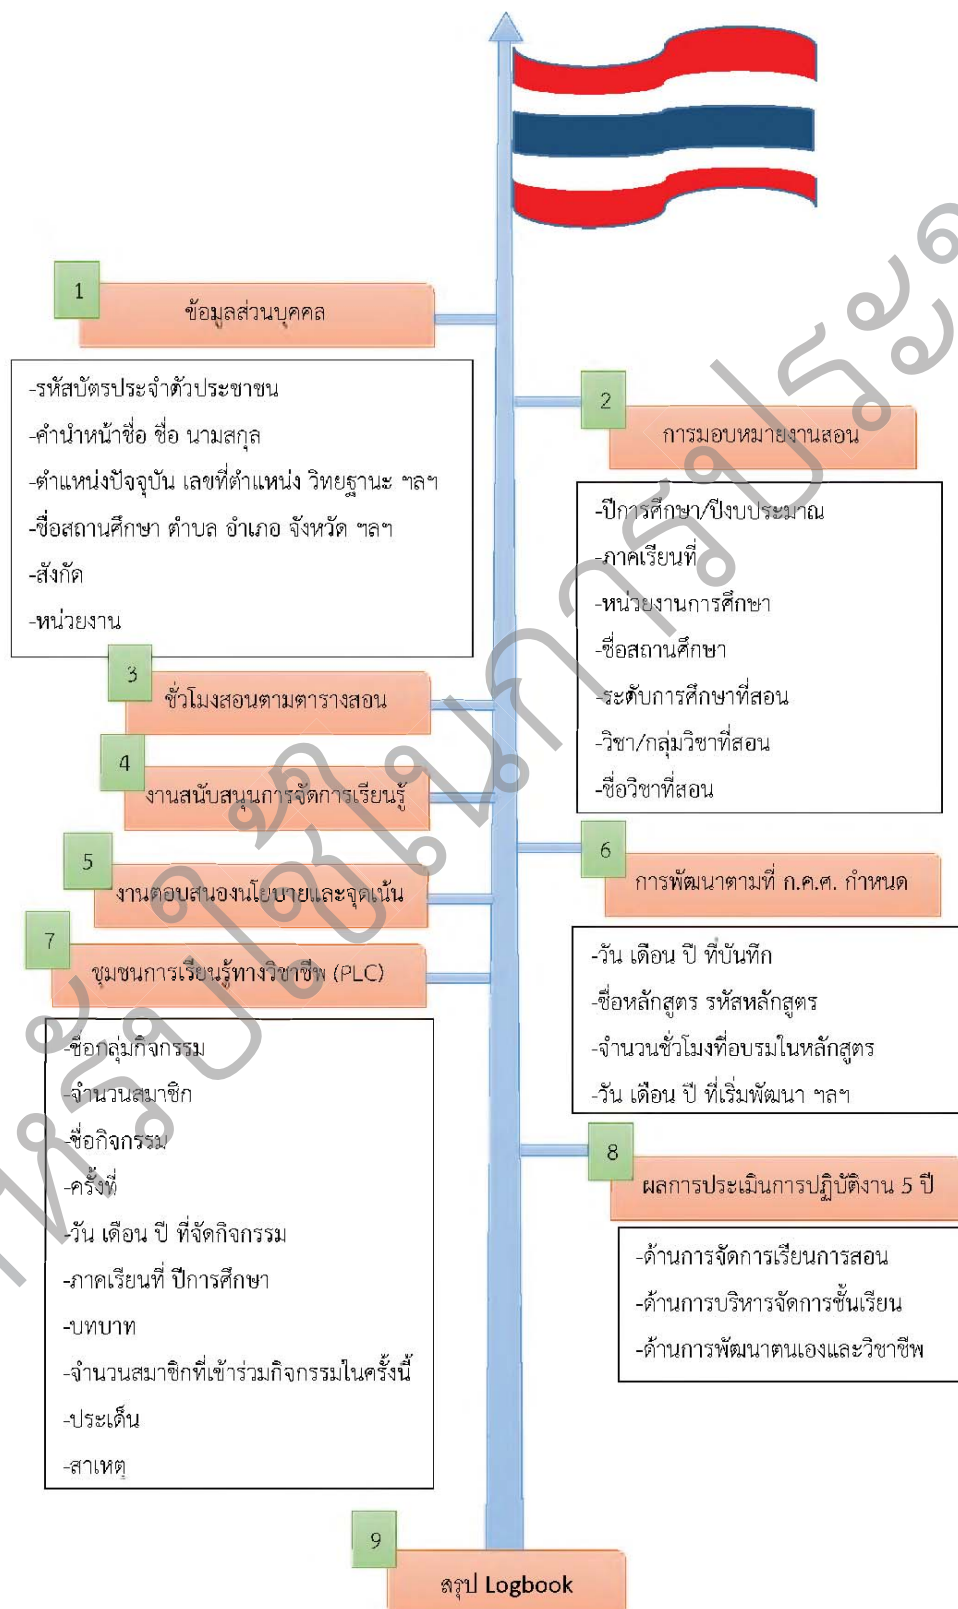 1
ข้อมูลส่วนบุคคล
-รหัสบัตรประจำตัวประชาชน
-คำนำหน้าชื่อ ชื่อ นามสกุล
-ตำแหน่งปัจจุบัน เลขที่ตำแหน่ง วิทยฐานะ ฯลฯ
-ชื่อสถานศึกษา ตำบล อำเภอ จังหวัด ฯลฯ
-สังกัด
-หน่วยงาน
2
การมอบหมายงานสอน
-ปีการศึกษา/ปีงบประมาณ
-ภาคเรียนที่
-หน่วยงานการศึกษา
-ชื่อสถานศึกษา
-ระดับการศึกษาที่สอน
-วิชา/กลุ่มวิชาที่สอน
-ชื่อวิชาที่สอน
3
ชั่วโมงสอนตามตารางสอน
4
งานสนับสนุนการจัดการเรียนรู้
5
งานตอบสนองนโยบายและจุดเน้น
6
การพัฒนาตามที่ ก.ค.ศ. กำหนด
-วัน เดือน ปี ที่บันทึก
-ชื่อหลักสูตร รหัสหลักสูตร
-จำนวนชั่วโมงที่อบรมในหลักสูตร
-วัน เดือน ปี ที่เริ่มพัฒนา ฯลฯ
7
ชุมชนการเรียนรู้ทางวิชาชีพ (PLC)
-ชื่อกลุ่มกิจกรรม
-จำนวนสมาชิก
-ชื่อกิจกรรม
-ครั้งที่
-วัน เดือน ปี ที่จัดกิจกรรม
-ภาคเรียนที่ ปีการศึกษา
-บทบาท
-จำนวนสมาชิกที่เข้าร่วมกิจกรรมในครั้งนี้
-ประเด็น
-สาเหตุ
8
ผลการประเมินการปฏิบัติงาน 5 ปี
-ด้านการจัดการเรียนการสอน
-ด้านการบริหารจัดการชั้นเรียน
-ด้านการพัฒนาตนเองและวิชาชีพ
9
สรุป Logbook